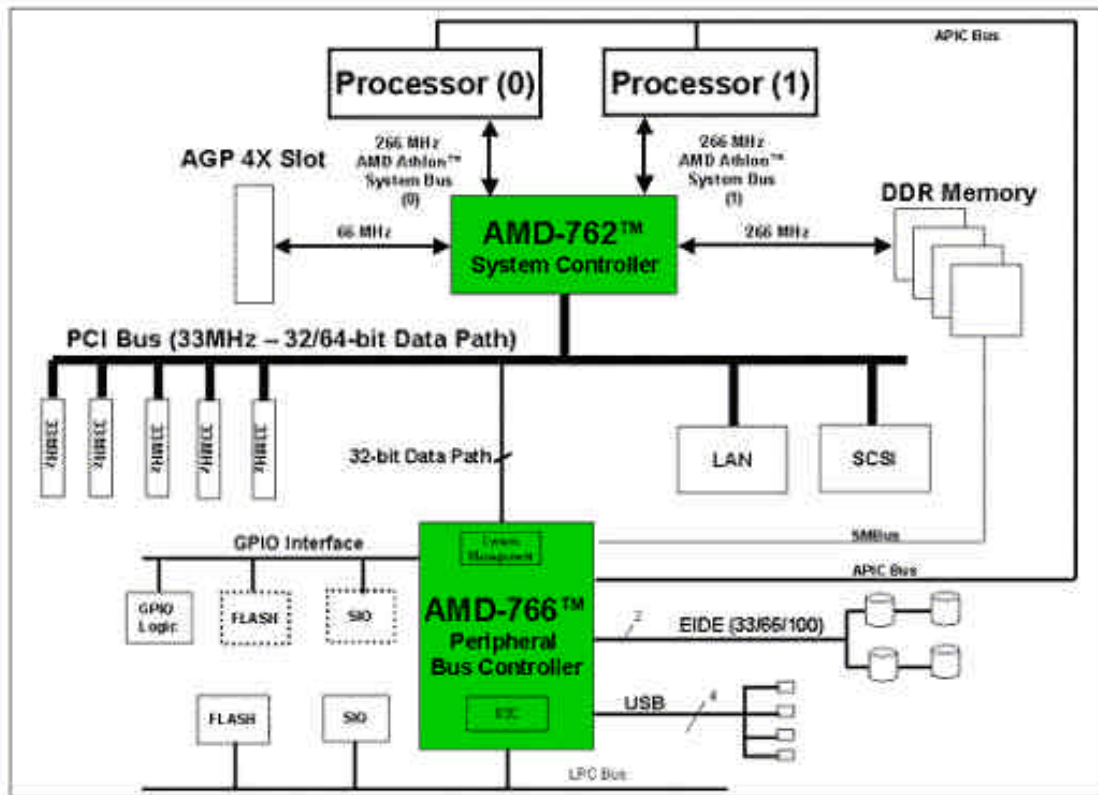 APIC Bus
Processor (0)
Processor (1)
266 MHz
AMD Athlon™
System Bus
(0)
266 MHz
AMD Athlon™
System Bus
(1)
AGP 4X Slot
DDR Memory
66 MHz
AMD-762™
System Controller
266 MHz
PCI Bus (33MHz – 32/64-bit Data Path)
33MHz
33MHz
33MHz
33MHz
33MHz
32-bit Data Path
LAN
SCSI
SMBus
GPIO Interface
System
Management
APIC Bus
GPIO
Logic
FLASH
SIO
AMD-766™
Peripheral
Bus Controller
2
EIDE (33/66/100)
FLASH
SIO
USB
4
LPC Bus